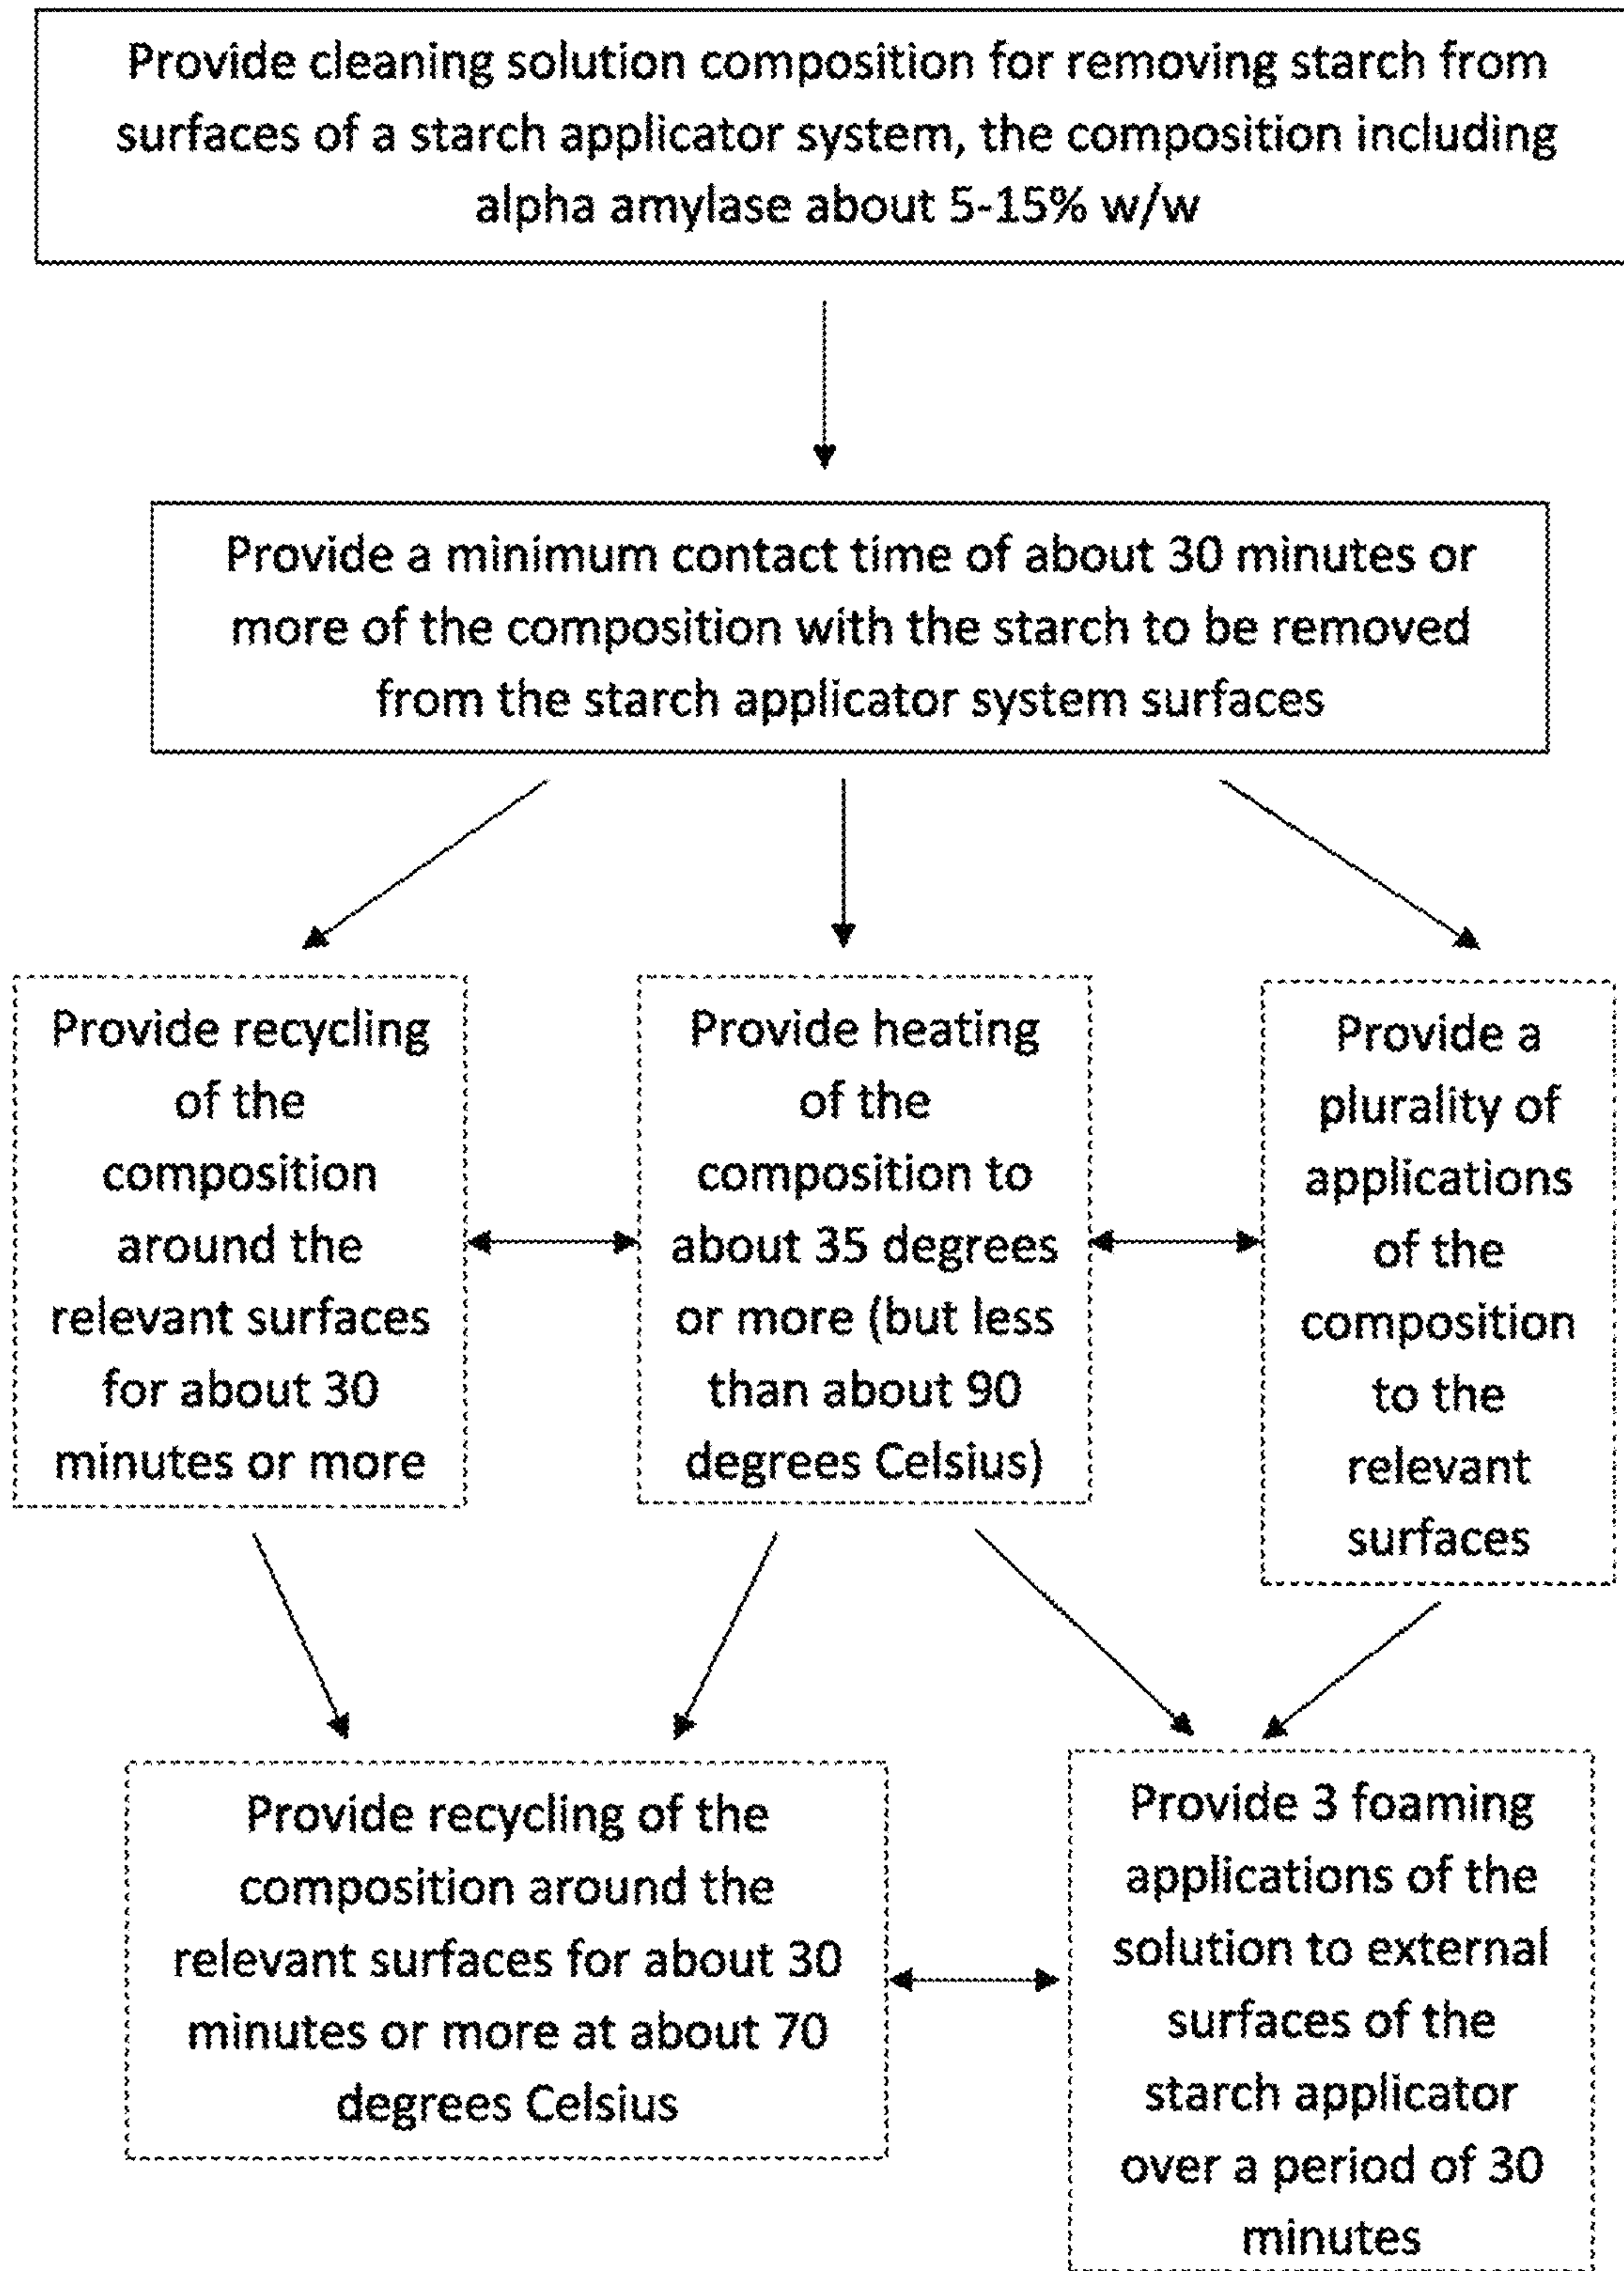 Provide cleaning solution composition for removing starch from
surfaces of a starch applicator system, the composition including
alpha amylase about 5-15% w/w
Provide a minimum contact time of about 30 minutes or
more of the composition with the starch to be removed
from the starch applicator system surfaces
Provide recycling
of the
composition
around the
relevant surfaces
for about 30
minutes or more
Provide heating
of the
composition to
about 35 degrees
or more (but less
than about 90
degrees Celsius)
Provide a
plurality of
applications
of the
composition
to the
relevant
surfaces
Provide recycling of the
composition around the
relevant surfaces for about 30
minutes or more at about 70
degrees Celsius
Provide 3 foaming
applications of the
solution to external
surfaces of the
starch applicator
over a period of 30
minutes